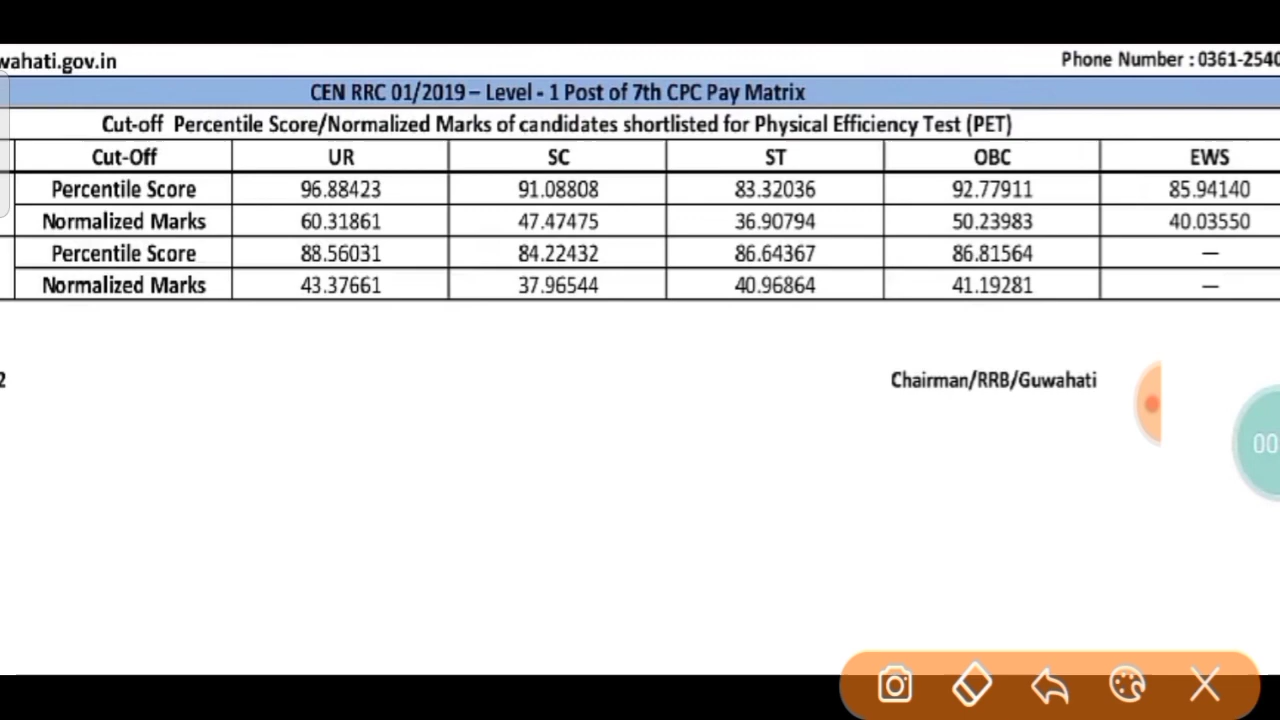 wahati.gov.in Phone Number : 0361-2540
CEN RRC 01/2019 – Level - 1 Post of 7th CPC Pay Matrix
Cut-off Percentile Score/Normalized Marks of candidates shortlisted for Physical Efficiency Test (PET)
Cut-Off UR SC ST OBC EWS
Percentile Score 96.88423 91.08808 83.32036 92.77911 85.94140
Normalized Marks 60.31861 47.47475 36.90794 50.23983 40.03550
Percentile Score 88.56031 84.22432 86.64367 86.81564 —
Normalized Marks 43.37661 37.96544 40.96864 41.19281 —
2 Chairman/RRB/Guwahati
00